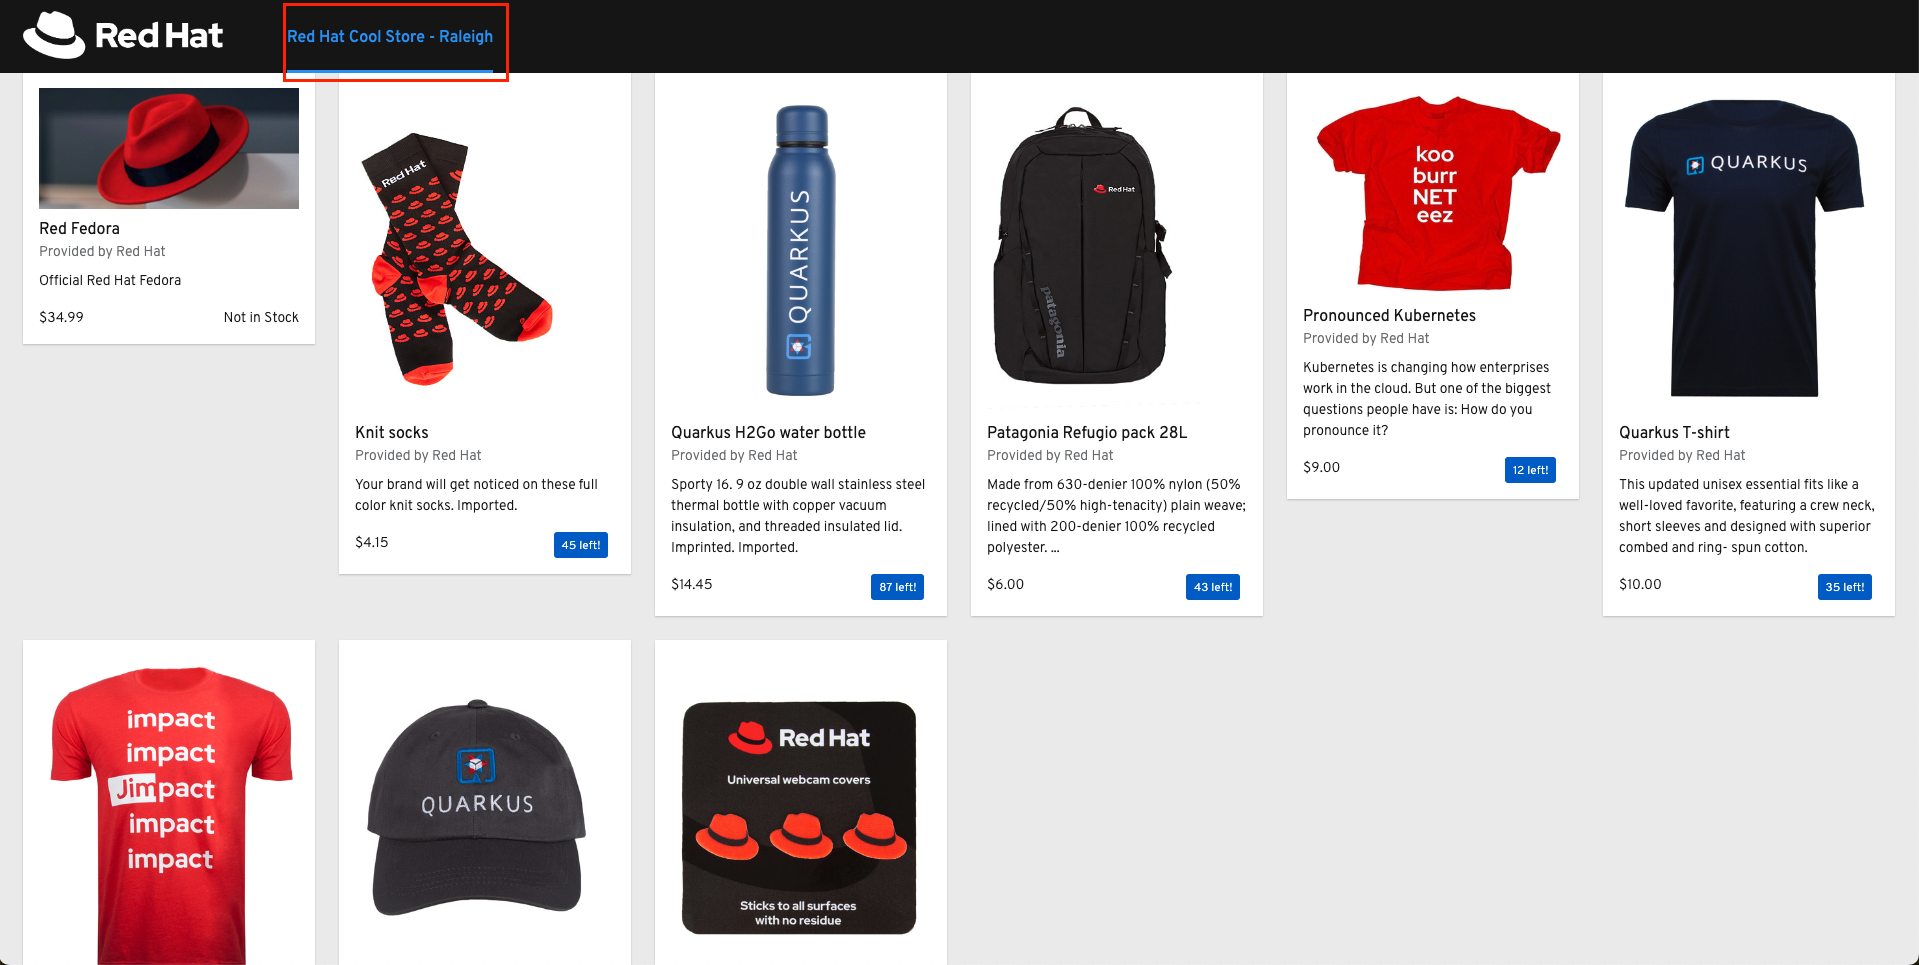 Red Hat
Red Hat Cool Store - Raleigh
Red Fedora
Provided by Red Hat
Official Red Hat Fedora
$34.99
Not in Stock
Red Hat
Knit socks
Provided by Red Hat
Your brand will get noticed on these full
color knit socks. Imported.
$4.15
45 left!
QUARKUS
Quarkus H2Go water bottle
Provided by Red Hat
Sporty 16. 9 oz double wall stainless steel
thermal bottle with copper vacuum
insulation, and threaded insulated lid.
Imprinted. Imported.
$14.45
87 left!
Red Hat
patagonia
Patagonia Refugio pack 28L
Provided by Red Hat
Made from 630-denier 100% nylon (50%
recycled/50% high-tenacity) plain weave;
lined with 200-denier 100% recycled
polyester. ...
$6.00
43 left!
koo
burr
NET
eez
Pronounced Kubernetes
Provided by Red Hat
Kubernetes is changing how enterprises
work in the cloud. But one of the biggest
questions people have is: How do you
pronounce it?
$9.00
12 left!
QUARKUS
Quarkus T-shirt
Provided by Red Hat
This updated unisex essential fits like a
well-loved favorite, featuring a crew neck,
short sleeves and designed with superior
combed and ring- spun cotton.
$10.00
35 left!
impact
impact
Jimpact
impact
impact
QUARKUS
Red Hat
Universal webcam covers
Sticks to all surfaces
with no residue